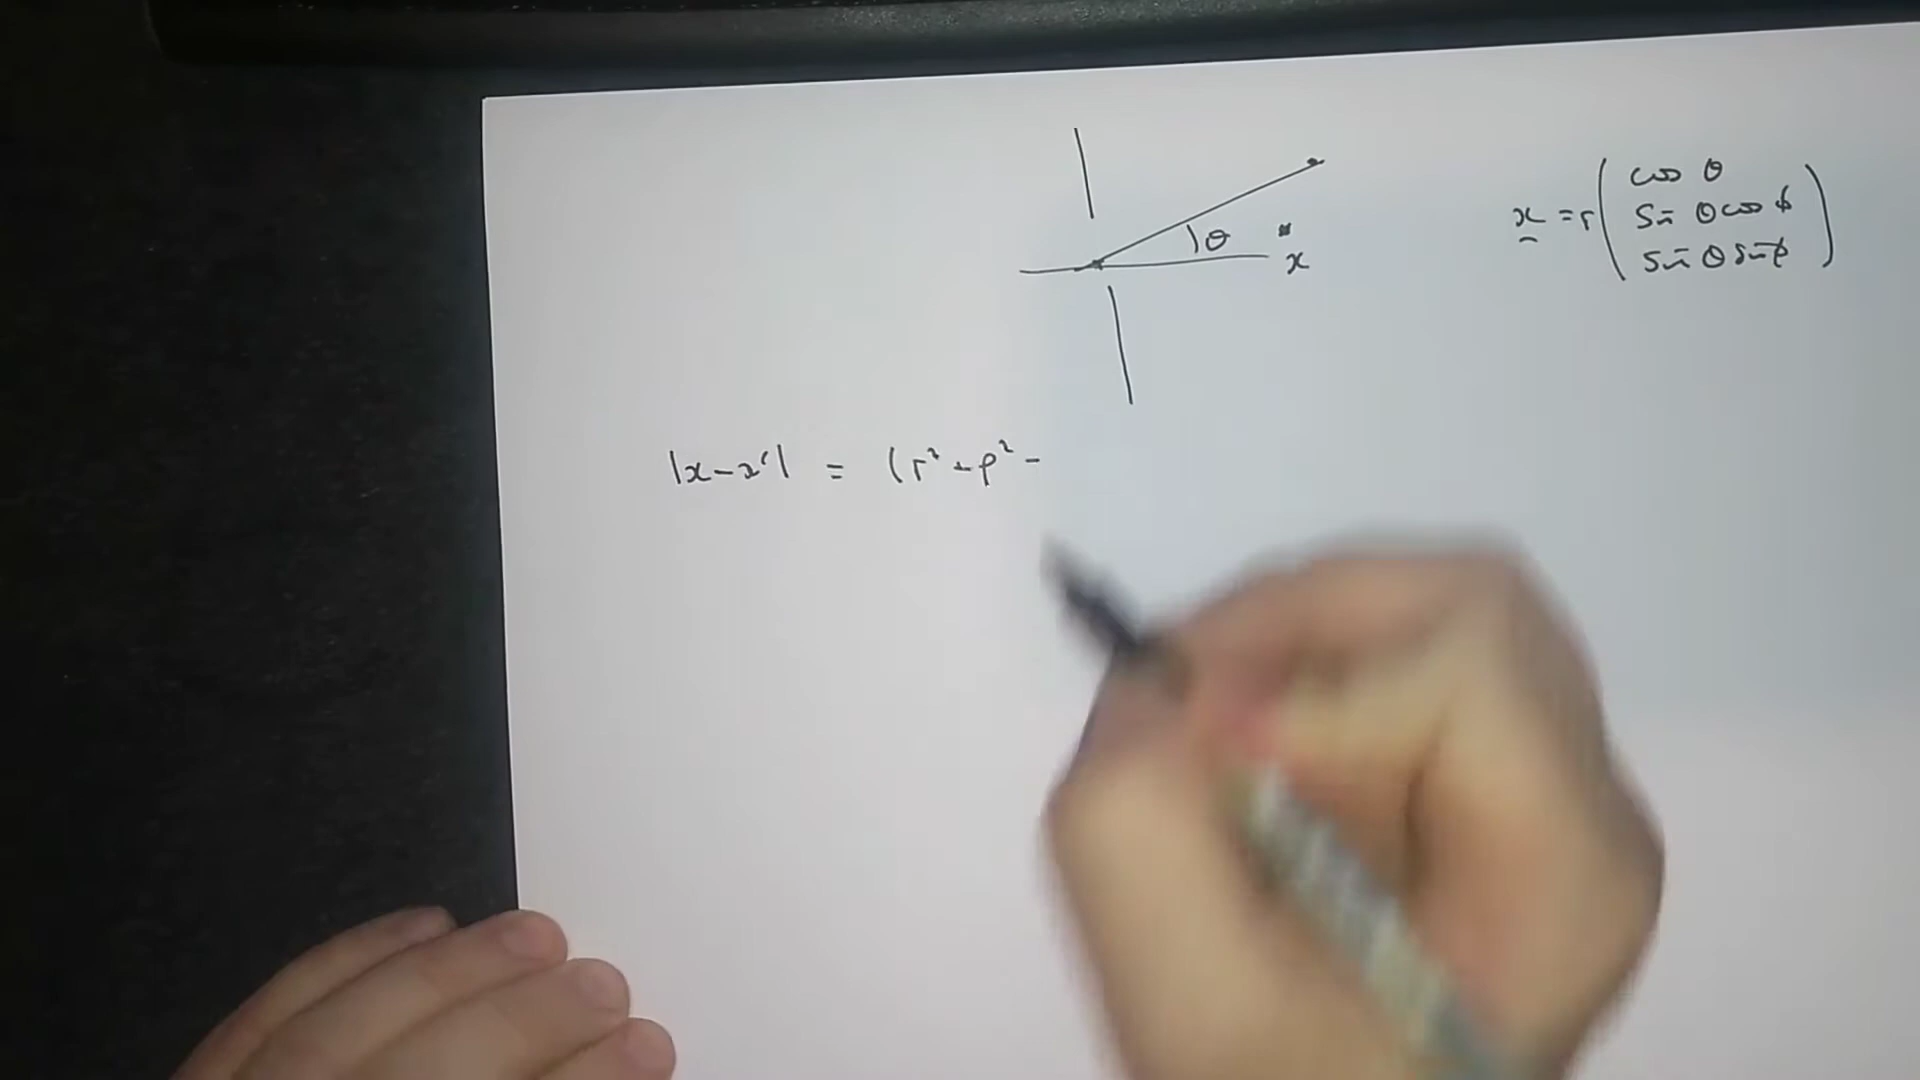 θ
x
x = r ( cos θ
sin θ cos ϕ
sin θ sin ϕ )
|x - x'| = (r² + ρ² -